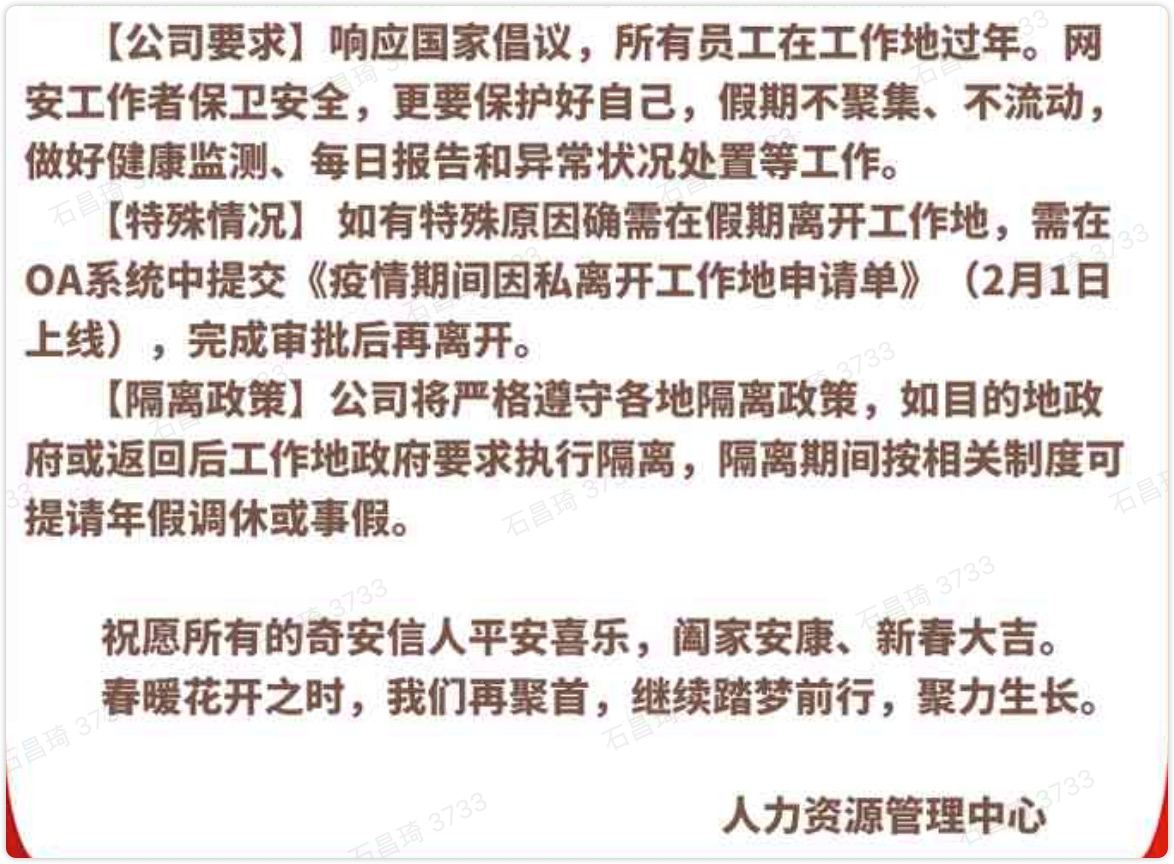 【公司要求】响应国家倡议，所有员工在工作地过年。网
安工作者保卫安全，更要保护好自己，假期不聚集、不流动，
做好健康监测、每日报告和异常状况处置等工作。
【特殊情况】 如有特殊原因确需在假期离开工作地，需在
OA系统中提交《疫情期间因私离开工作地申请单》（2月1日
上线），完成审批后再离开。
【隔离政策】公司将严格遵守各地隔离政策，如目的地政
府或返回后工作地政府要求执行隔离，隔离期间按相关制度可
提请年假调休或事假。
祝愿所有的奇安信人平安喜乐，阖家安康、新春大吉。
春暖花开之时，我们再聚首，继续踏梦前行，聚力生长。
人力资源管理中心
石昌琦 3733